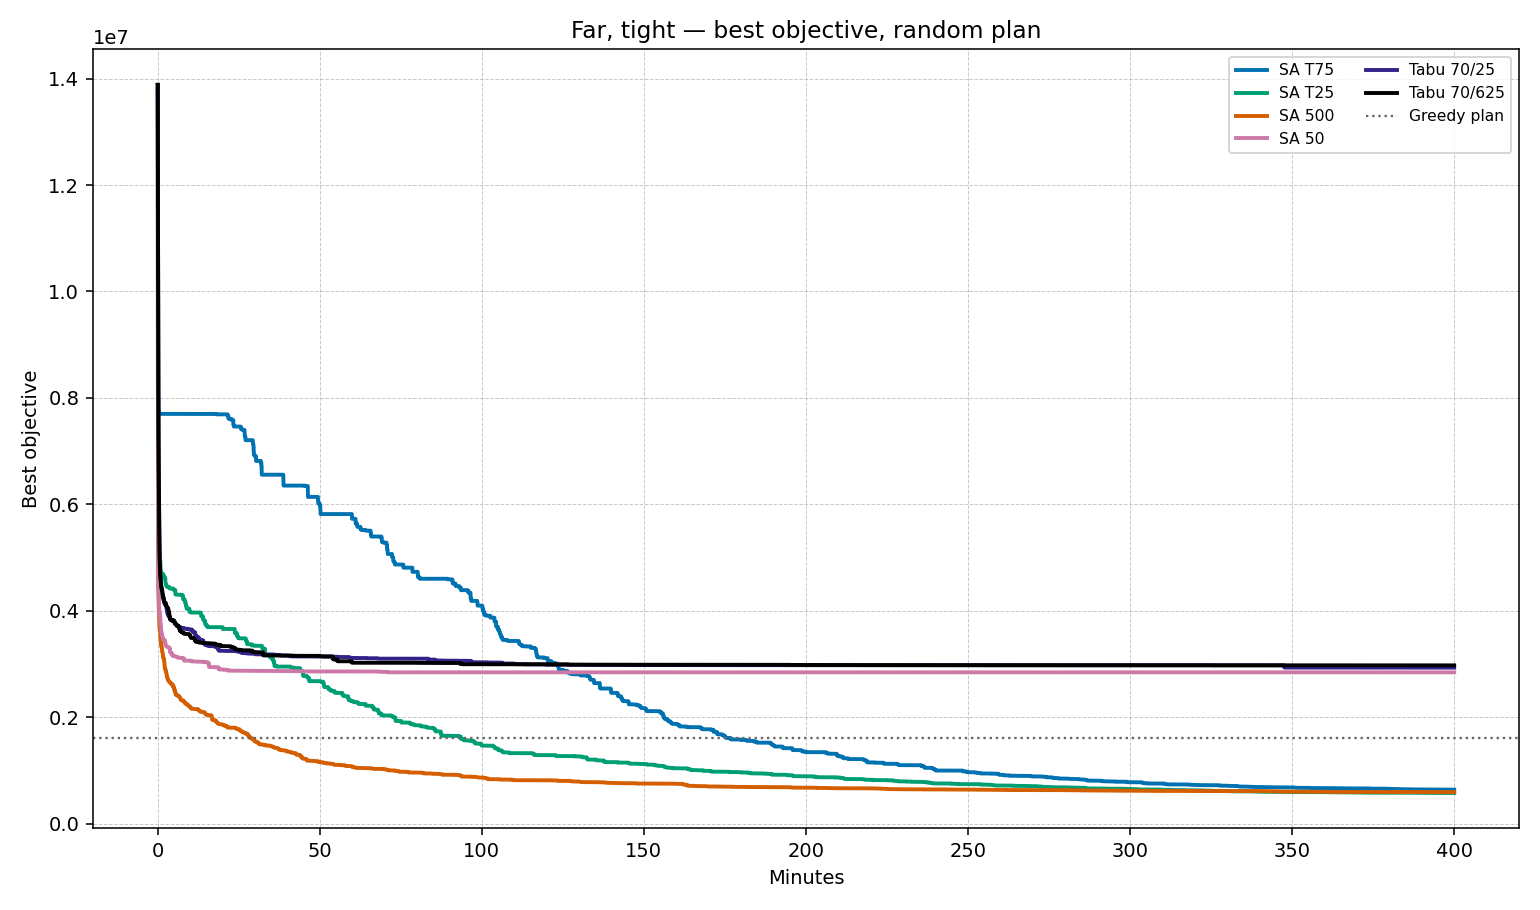 Far, tight — best objective, random plan
1e7
SA T75
SA T25
SA 500
SA 50
Tabu 70/25
Tabu 70/625
Greedy plan
1.4
1.2
1.0
0.8
0.6
0.4
0.2
0.0
Best objective
0 50 100 150 200 250 300 350 400
Minutes